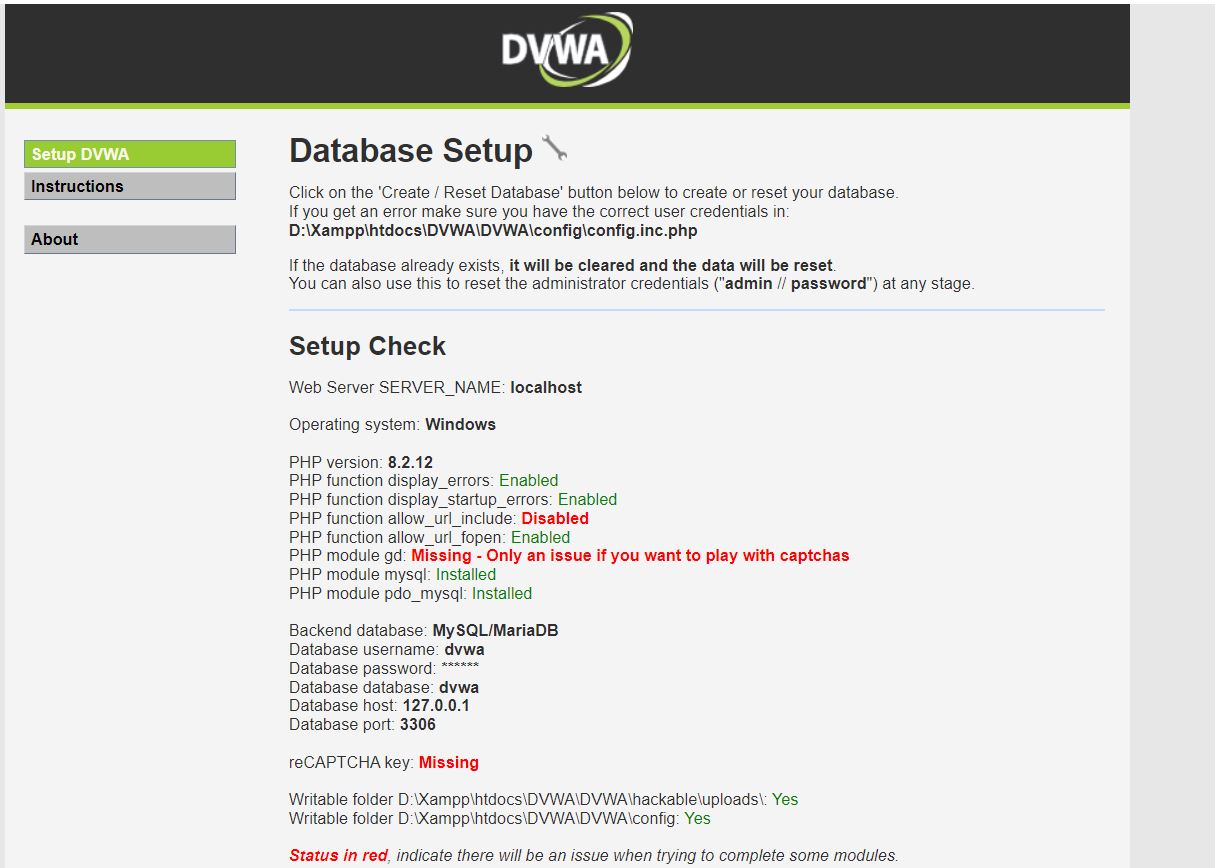 DVWA
Setup DVWA
Instructions
About
Database Setup
Click on the 'Create / Reset Database' button below to create or reset your database.
If you get an error make sure you have the correct user credentials in:
D:\Xampp\htdocs\DVWA\DVWA\config\config.inc.php
If the database already exists, it will be cleared and the data will be reset.
You can also use this to reset the administrator credentials ("admin // password") at any stage.
Setup Check
Web Server SERVER_NAME: localhost
Operating system: Windows
PHP version: 8.2.12
PHP function display_errors: Enabled
PHP function display_startup_errors: Enabled
PHP function allow_url_include: Disabled
PHP function allow_url_fopen: Enabled
PHP module gd: Missing - Only an issue if you want to play with captchas
PHP module mysql: Installed
PHP module pdo_mysql: Installed
Backend database: MySQL/MariaDB
Database username: dvwa
Database password: ******
Database database: dvwa
Database host: 127.0.0.1
Database port: 3306
reCAPTCHA key: Missing
Writable folder D:\Xampp\htdocs\DVWA\DVWA\hackable\uploads\: Yes
Writable folder D:\Xampp\htdocs\DVWA\DVWA\config: Yes
Status in red, indicate there will be an issue when trying to complete some modules.